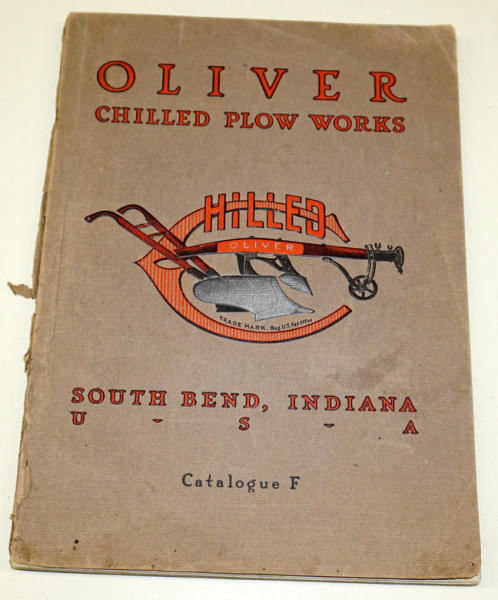 OLIVER
CHILLED PLOW WORKS
CHILLED
OLIVER
TRADE MARK. Reg. U.S. Pat. Office
SOUTH BEND, INDIANA
U - S - A
Catalogue F